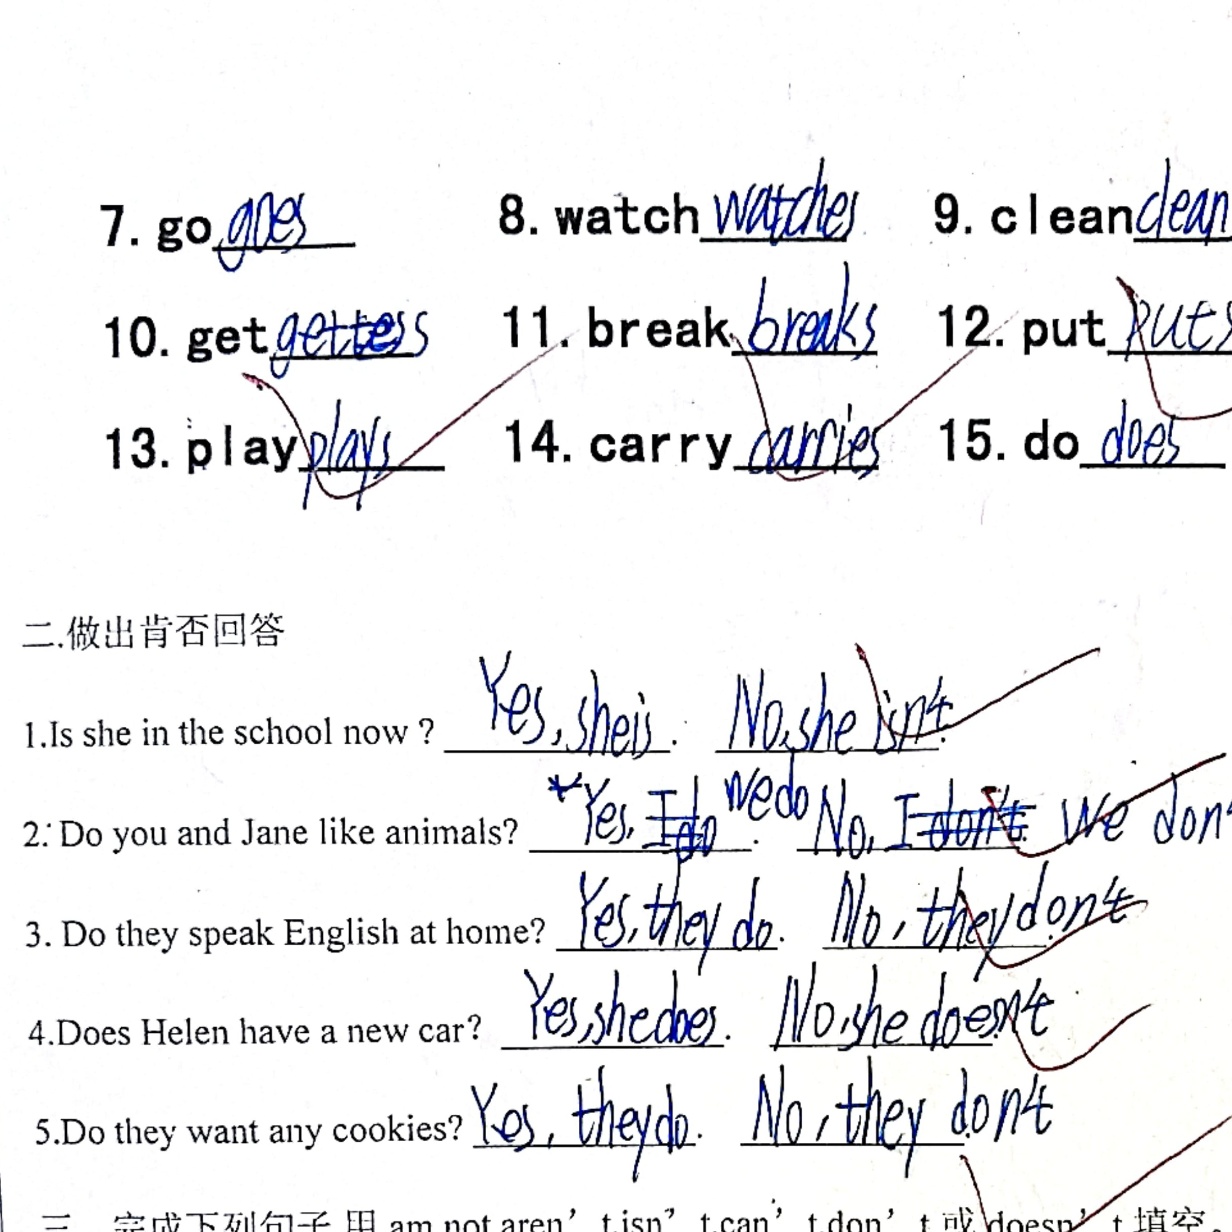 7. go goes 8. watch watches 9. clean clean
10. get 11. break breaks 12. put puts
13. play plays 14. carry carries 15. do does
二.做出肯否回答
1.Is she in the school now ? Yes, she is. No, she isn't.
2. Do you and Jane like animals? Yes, I do we do. No, I don't. we don't
3. Do they speak English at home? Yes, they do. No, they don't
4.Does Helen have a new car? Yes, she does. No, she doesn't
5.Do they want any cookies? Yes, they do. No, they don't
三、完成下列句子,用 am not,aren't,isn't,can't,don't 或 doesn't 填空。